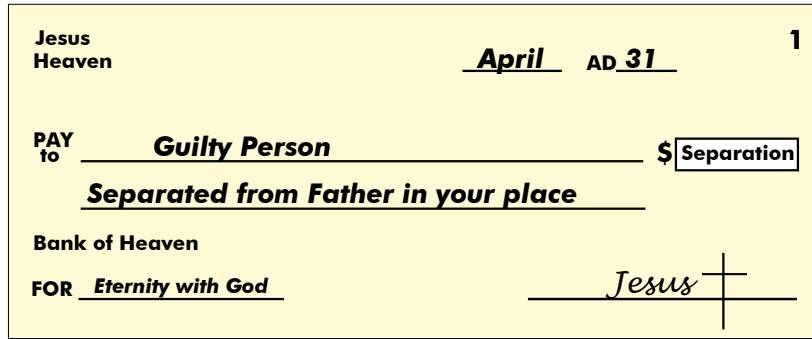 Jesus
Heaven
1
April AD 31
PAY to Guilty Person $ Separation
Separated from Father in your place
Bank of Heaven
FOR Eternity with God Jesus